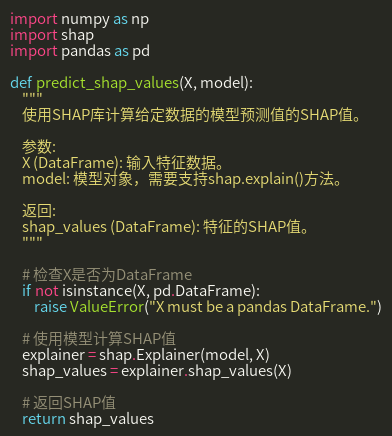 import numpy as np
import shap
import pandas as pd
def predict_shap_values(X, model):
"""
使用SHAP库计算给定数据的模型预测值的SHAP值。
参数:
X (DataFrame): 输入特征数据。
model: 模型对象，需要支持shap.explain()方法。
返回:
shap_values (DataFrame): 特征的SHAP值。
"""
# 检查X是否为DataFrame
if not isinstance(X, pd.DataFrame):
raise ValueError("X must be a pandas DataFrame.")
# 使用模型计算SHAP值
explainer = shap.Explainer(model, X)
shap_values = explainer.shap_values(X)
# 返回SHAP值
return shap_values